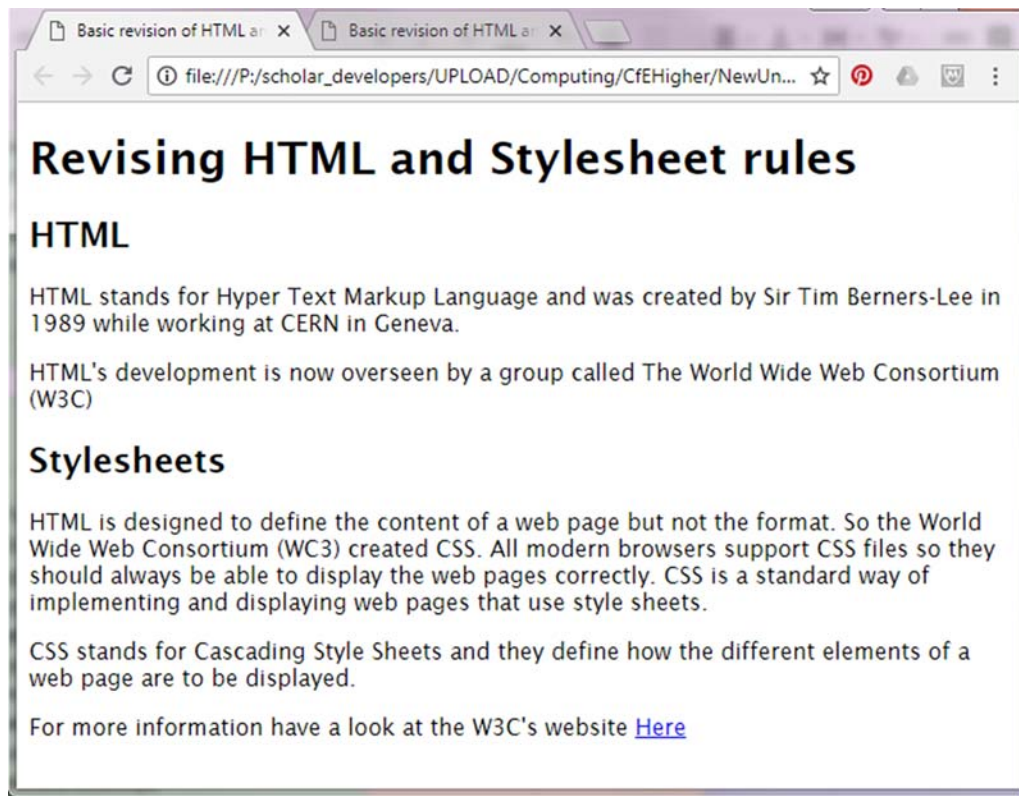 Basic revision of HTML ar
Basic revision of HTML ar
file:///P:/scholar_developers/UPLOAD/Computing/CfEHigher/NewUn...
Revising HTML and Stylesheet rules
HTML
HTML stands for Hyper Text Markup Language and was created by Sir Tim Berners-Lee in
1989 while working at CERN in Geneva.
HTML's development is now overseen by a group called The World Wide Web Consortium
(W3C)
Stylesheets
HTML is designed to define the content of a web page but not the format. So the World
Wide Web Consortium (WC3) created CSS. All modern browsers support CSS files so they
should always be able to display the web pages correctly. CSS is a standard way of
implementing and displaying web pages that use style sheets.
CSS stands for Cascading Style Sheets and they define how the different elements of a
web page are to be displayed.
For more information have a look at the W3C's website Here